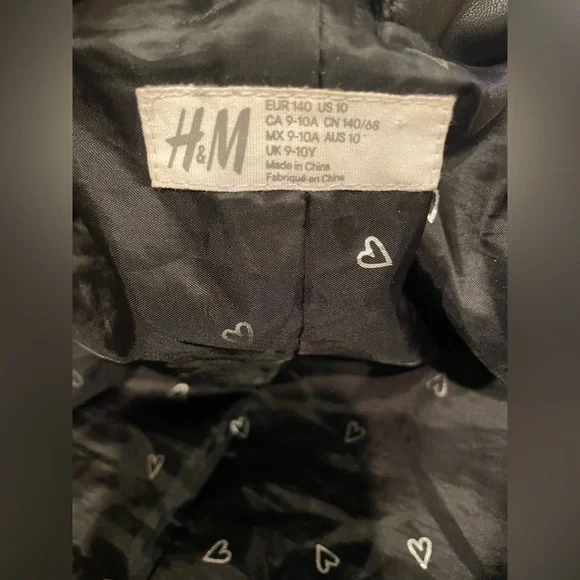 H&M
EUR 140 US 10
CA 9-10A CN 140/68
MX 9-10A AUS 10
UK 9-10Y
Made in China
Fabriqué en Chine